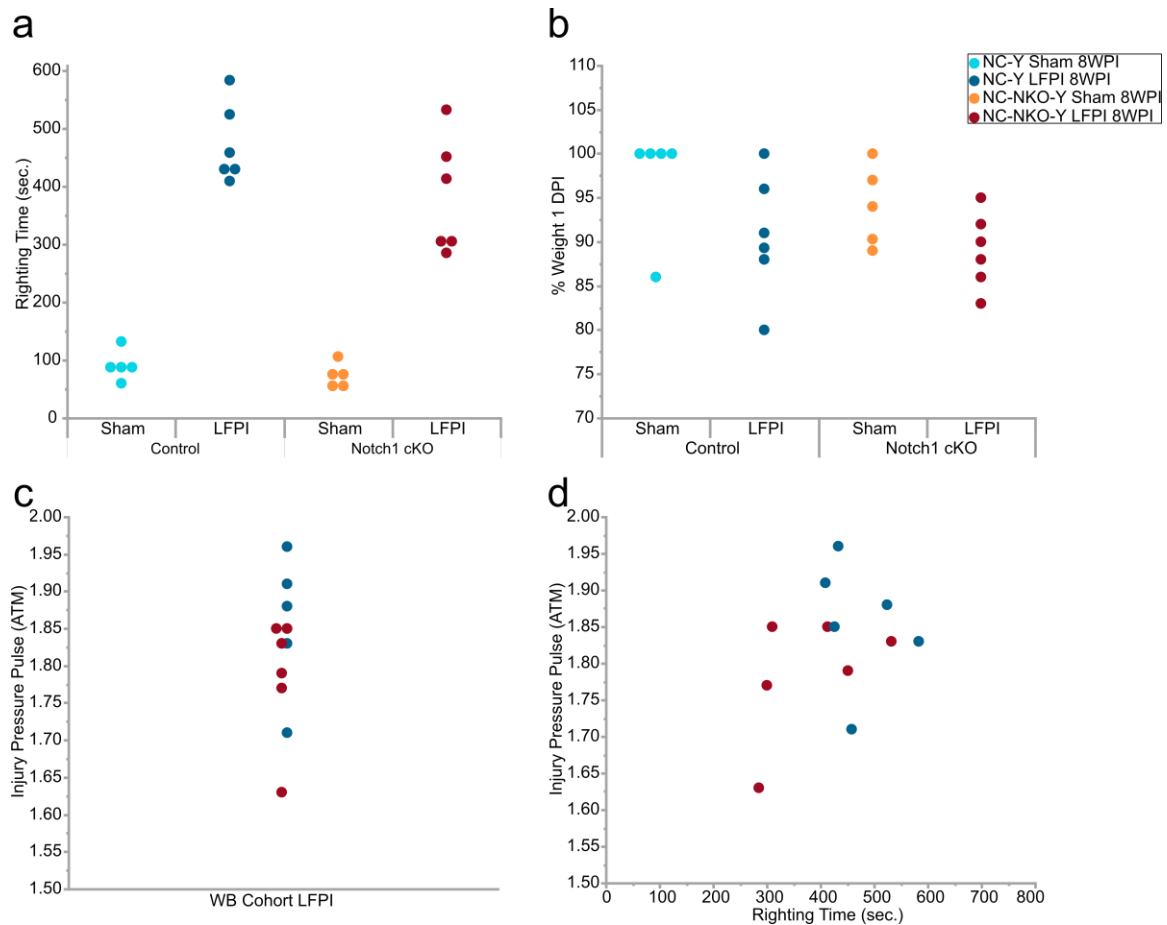 a
Righting Time (sec.)
600
500
400
300
200
100
0
Sham LFPI Sham LFPI
Control Notch1 cKO
b
NC-Y Sham 8WPI
NC-Y LFPI 8WPI
NC-NKO-Y Sham 8WPI
NC-NKO-Y LFPI 8WPI
% Weight 1 DPI
110
105
100
95
90
85
80
75
70
Sham LFPI Sham LFPI
Control Notch1 cKO
c
Injury Pressure Pulse (ATM)
2.00
1.95
1.90
1.85
1.80
1.75
1.70
1.65
1.60
1.55
1.50
WB Cohort LFPI
d
Injury Pressure Pulse (ATM)
2.00
1.95
1.90
1.85
1.80
1.75
1.70
1.65
1.60
1.55
1.50
0 100 200 300 400 500 600 700 800
Righting Time (sec.)